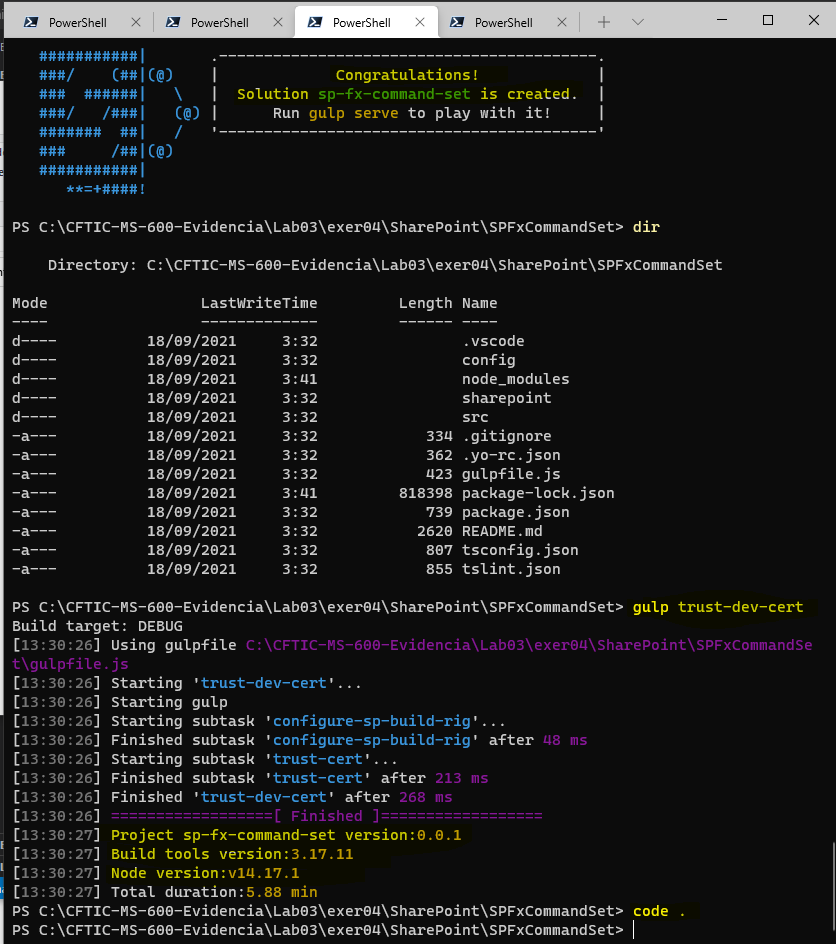 PowerShell PowerShell PowerShell PowerShell
###########|       .------------------------------------------.
###/    (##|(@)    |             Congratulations!             |
###  ######|   \   |  Solution sp-fx-command-set is created.  |
###/   /###|   (@) |      Run gulp serve to play with it!     |
#######  ##|   /   '------------------------------------------'
###     /##|(@)
###########|
**=+####!
PS C:\CFTIC-MS-600-Evidencia\Lab03\exer04\SharePoint\SPFxCommandSet> dir
Directory: C:\CFTIC-MS-600-Evidencia\Lab03\exer04\SharePoint\SPFxCommandSet
Mode                 LastWriteTime         Length Name
----                 -------------         ------ ----
d----          18/09/2021     3:32                .vscode
d----          18/09/2021     3:32                config
d----          18/09/2021     3:41                node_modules
d----          18/09/2021     3:32                sharepoint
d----          18/09/2021     3:32                src
-a---          18/09/2021     3:32            334 .gitignore
-a---          18/09/2021     3:32            362 .yo-rc.json
-a---          18/09/2021     3:32            423 gulpfile.js
-a---          18/09/2021     3:41         818398 package-lock.json
-a---          18/09/2021     3:32            739 package.json
-a---          18/09/2021     3:32           2620 README.md
-a---          18/09/2021     3:32            807 tsconfig.json
-a---          18/09/2021     3:32            855 tslint.json
PS C:\CFTIC-MS-600-Evidencia\Lab03\exer04\SharePoint\SPFxCommandSet> gulp trust-dev-cert
Build target: DEBUG
[13:30:26] Using gulpfile C:\CFTIC-MS-600-Evidencia\Lab03\exer04\SharePoint\SPFxCommandSe
t\gulpfile.js
[13:30:26] Starting 'trust-dev-cert'...
[13:30:26] Starting gulp
[13:30:26] Starting subtask 'configure-sp-build-rig'...
[13:30:26] Finished subtask 'configure-sp-build-rig' after 48 ms
[13:30:26] Starting subtask 'trust-cert'...
[13:30:26] Finished subtask 'trust-cert' after 213 ms
[13:30:26] Finished 'trust-dev-cert' after 268 ms
[13:30:26] ==================[ Finished ]==================
[13:30:27] Project sp-fx-command-set version:0.0.1
[13:30:27] Build tools version:3.17.11
[13:30:27] Node version:v14.17.1
[13:30:27] Total duration:5.88 min
PS C:\CFTIC-MS-600-Evidencia\Lab03\exer04\SharePoint\SPFxCommandSet> code .
PS C:\CFTIC-MS-600-Evidencia\Lab03\exer04\SharePoint\SPFxCommandSet>